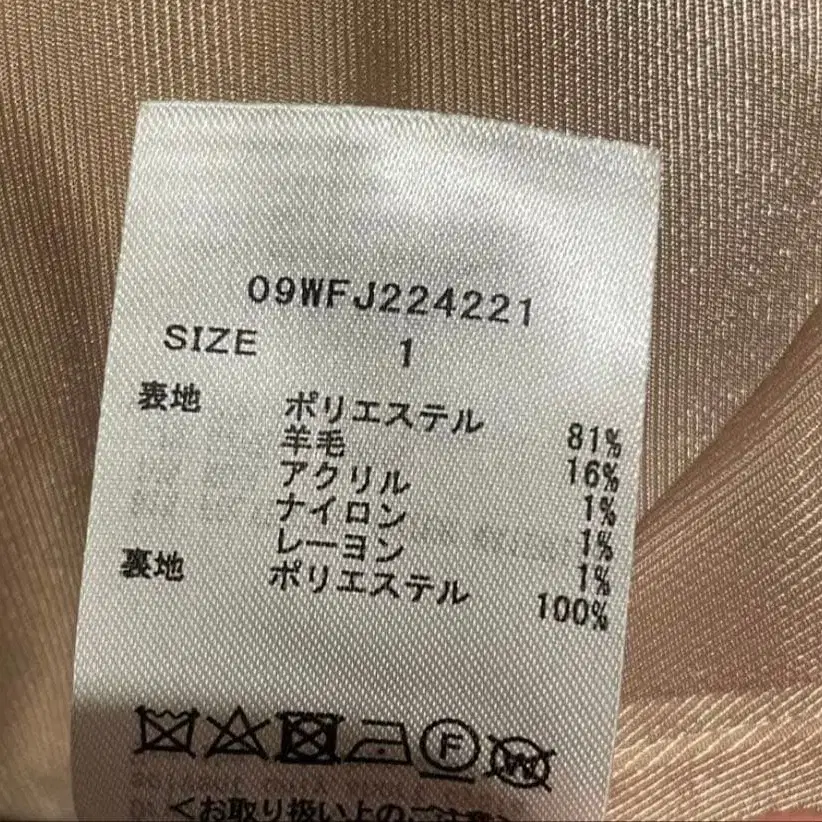 09WFJ224221
SIZE 1
表地 ポリエステル 81%
羊毛 16%
アクリル 1%
ナイロン 1%
レーヨン 1%
裏地 ポリエステル 100%
F W
<お取り扱い上のご注意>